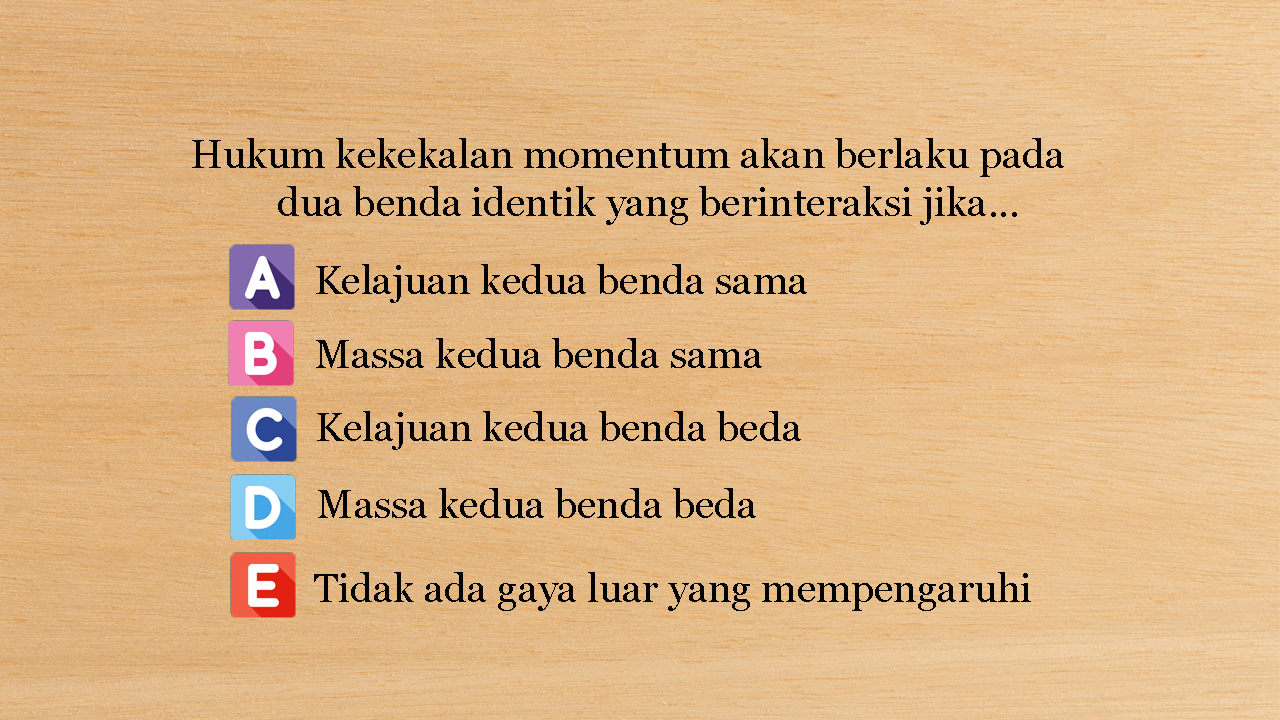 Hukum kekekalan momentum akan berlaku pada
dua benda identik yang berinteraksi jika...
A Kelajuan kedua benda sama
B Massa kedua benda sama
C Kelajuan kedua benda beda
D Massa kedua benda beda
E Tidak ada gaya luar yang mempengaruhi